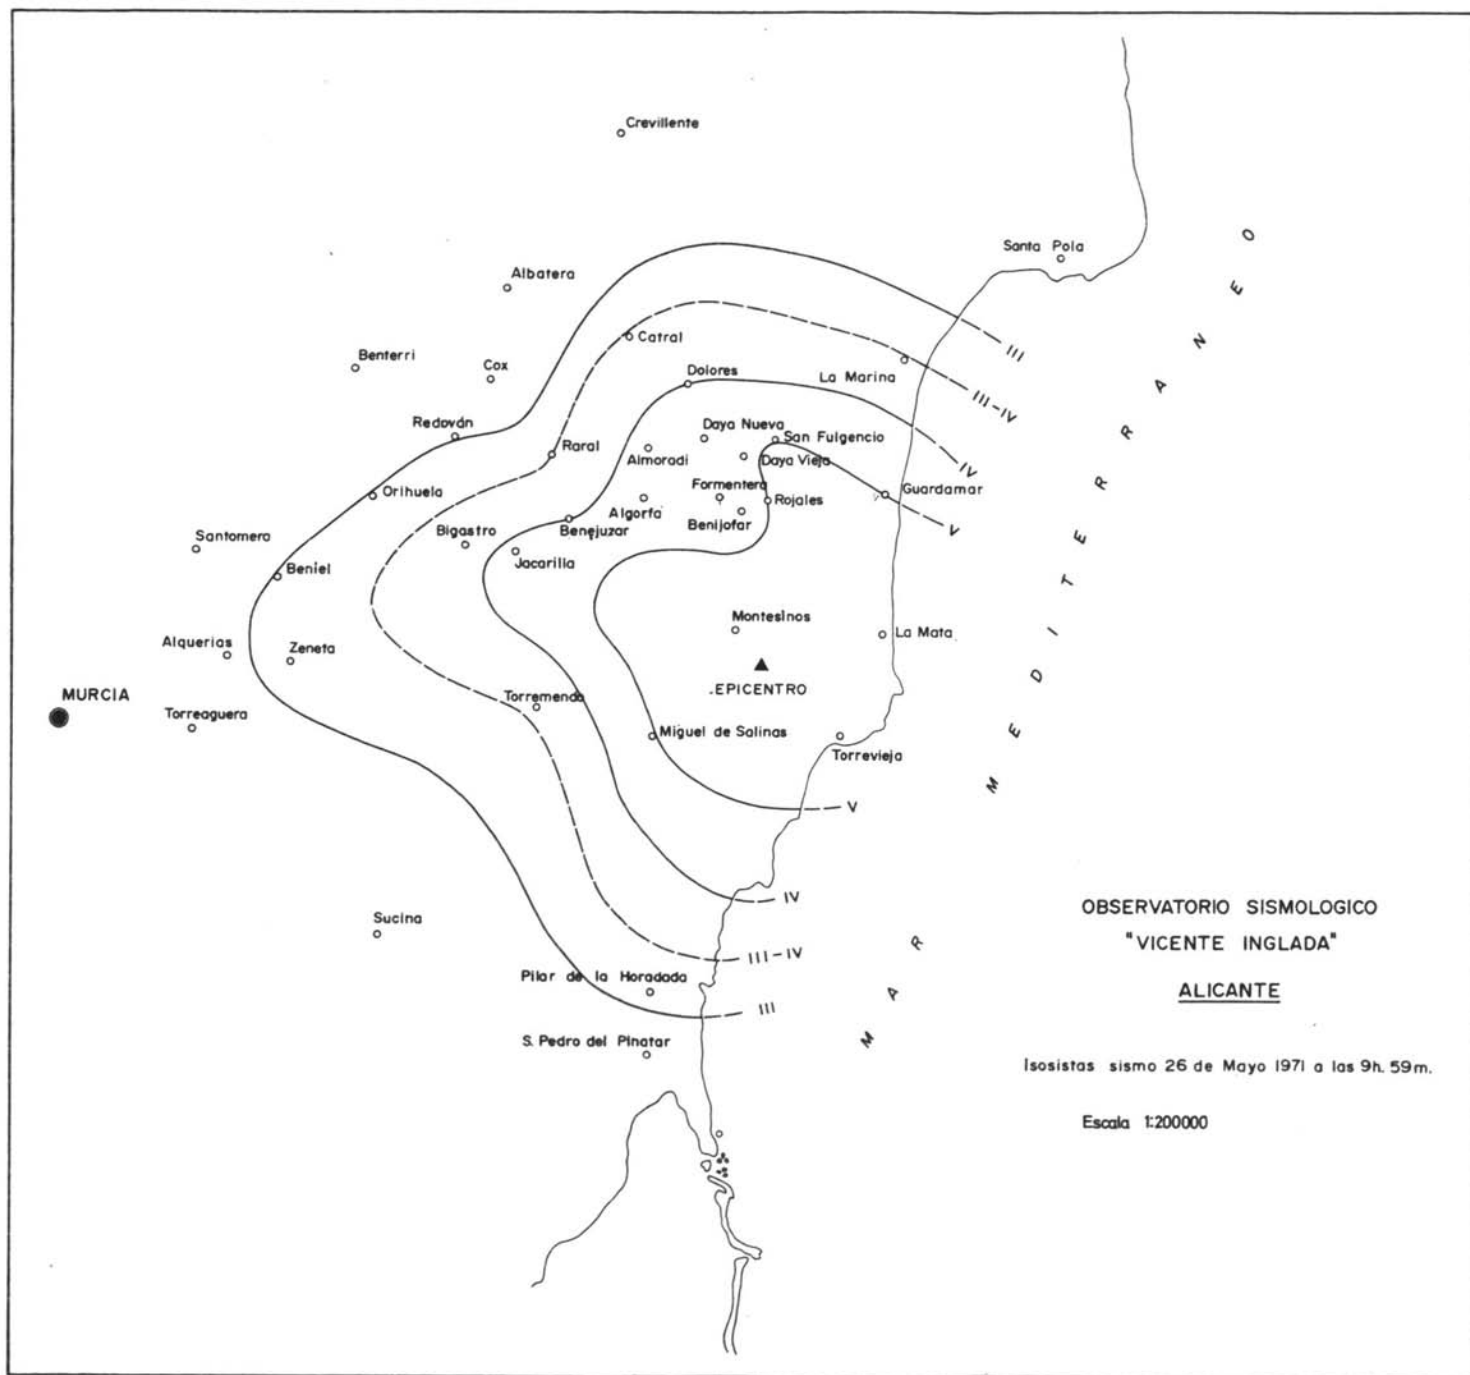 Crevillente
Santa Pola
Albatera
III
Catral
Benterri
Cox
La Marina
Dolores
III-IV
Redován
Daya Nueva
San Fulgencio
Raral
Almoradi
Daya Vieja
IV
Orihuela
Formentera
Guardamar
Algorfa
Rojales
Bigastro
Benejuzar
Benijofar
V
Santomera
Jacarilla
Beniel
Montesinos
La Mata
Alquerias
Zeneta
.EPICENTRO
MURCIA
Torremenda
Torreaguera
Miguel de Salinas
Torrevieja
V
IV
Sucina
III-IV
Pilar de la Horadada
III
S. Pedro del Pinatar
MAR MEDITERRANEO
OBSERVATORIO SISMOLOGICO
"VICENTE INGLADA"
ALICANTE
Isosistas sismo 26 de Mayo 1971 a las 9h. 59m.
Escala 1:200000